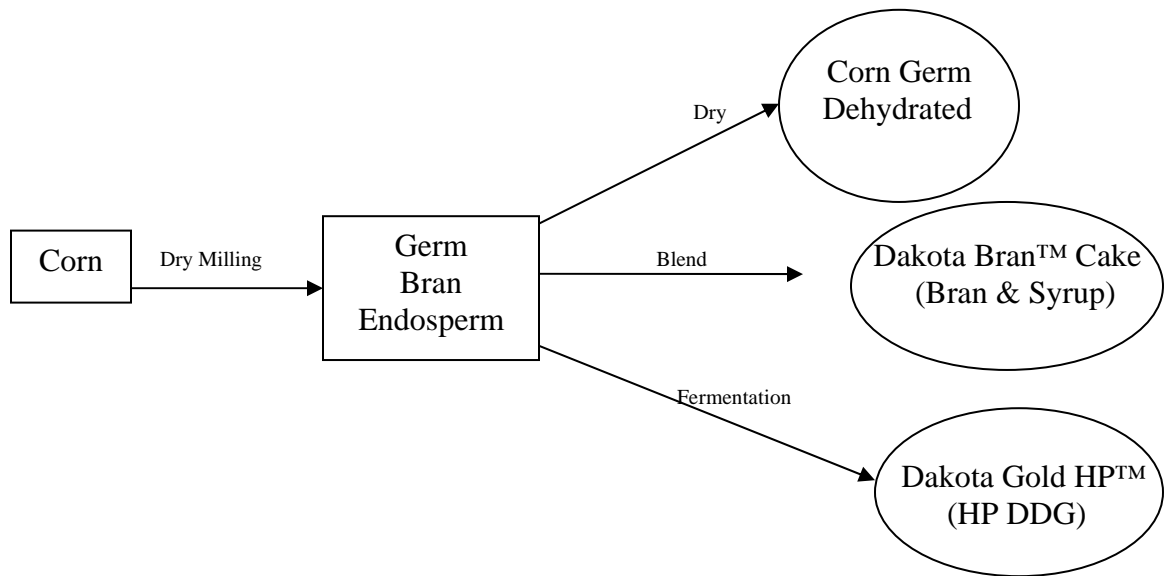 Corn
Dry Milling
Germ
Bran
Endosperm
Dry
Corn Germ
Dehydrated
Blend
Dakota Bran™ Cake
(Bran & Syrup)
Fermentation
Dakota Gold HP™
(HP DDG)